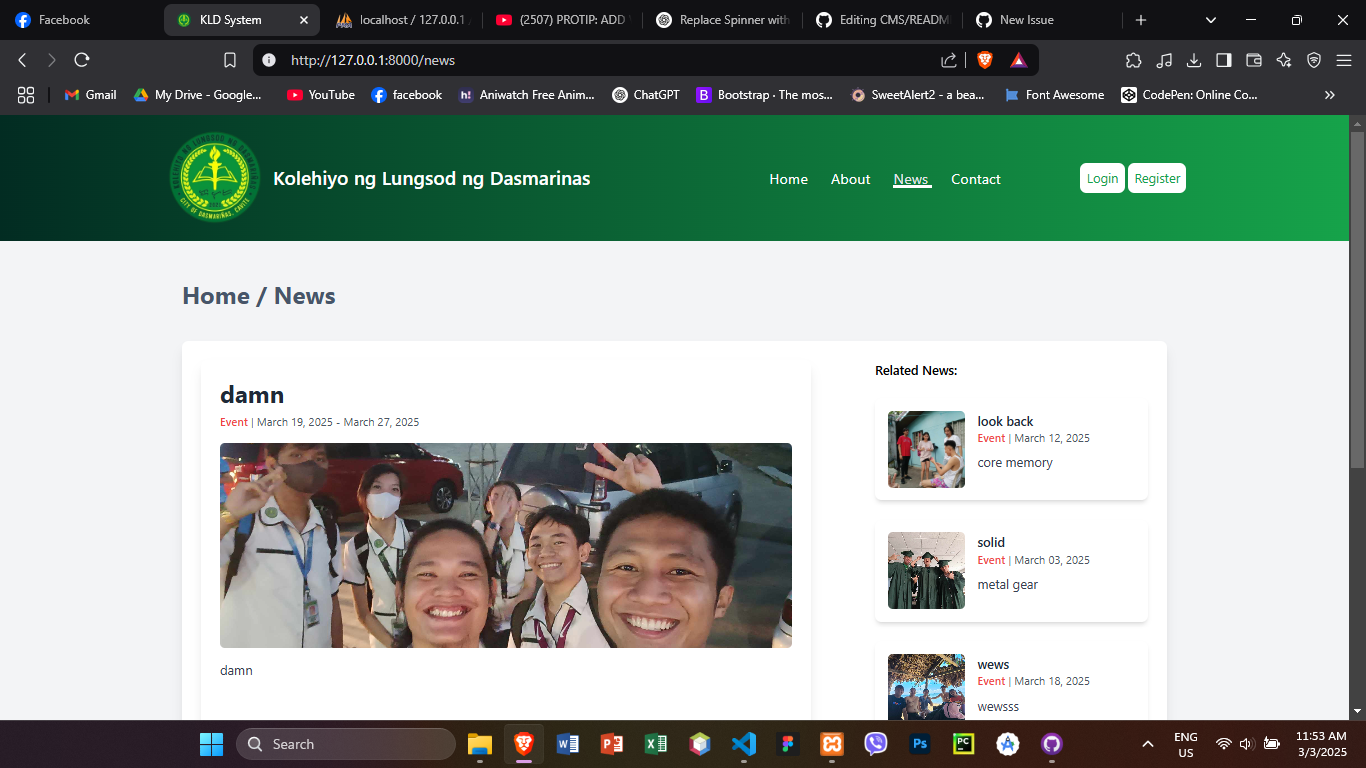 Facebook
KLD System
localhost / 127.0.0.1
(2507) PROTIP: ADD
Replace Spinner with
Editing CMS/READM
New Issue
http://127.0.0.1:8000/news
Gmail
My Drive - Google...
YouTube
facebook
h!
Aniwatch Free Anim...
ChatGPT
B
Bootstrap · The mos...
SweetAlert2 - a bea...
Font Awesome
CodePen: Online Co...
Kolehiyo ng Lungsod ng Dasmarinas
Home
About
News
Contact
Login
Register
Home / News
damn
Event | March 19, 2025 - March 27, 2025
damn
Related News:
look back
Event | March 12, 2025
core memory
solid
Event | March 03, 2025
metal gear
wews
Event | March 18, 2025
wewsss
Search
ENG
US
11:53 AM
3/3/2025